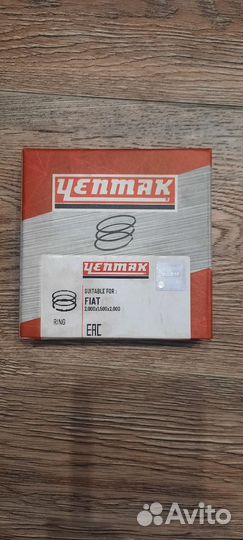 YENMAK
YENMAK
SUITABLE FOR :
FIAT
2,000x1,500x2,000
RING
EAC
Avito